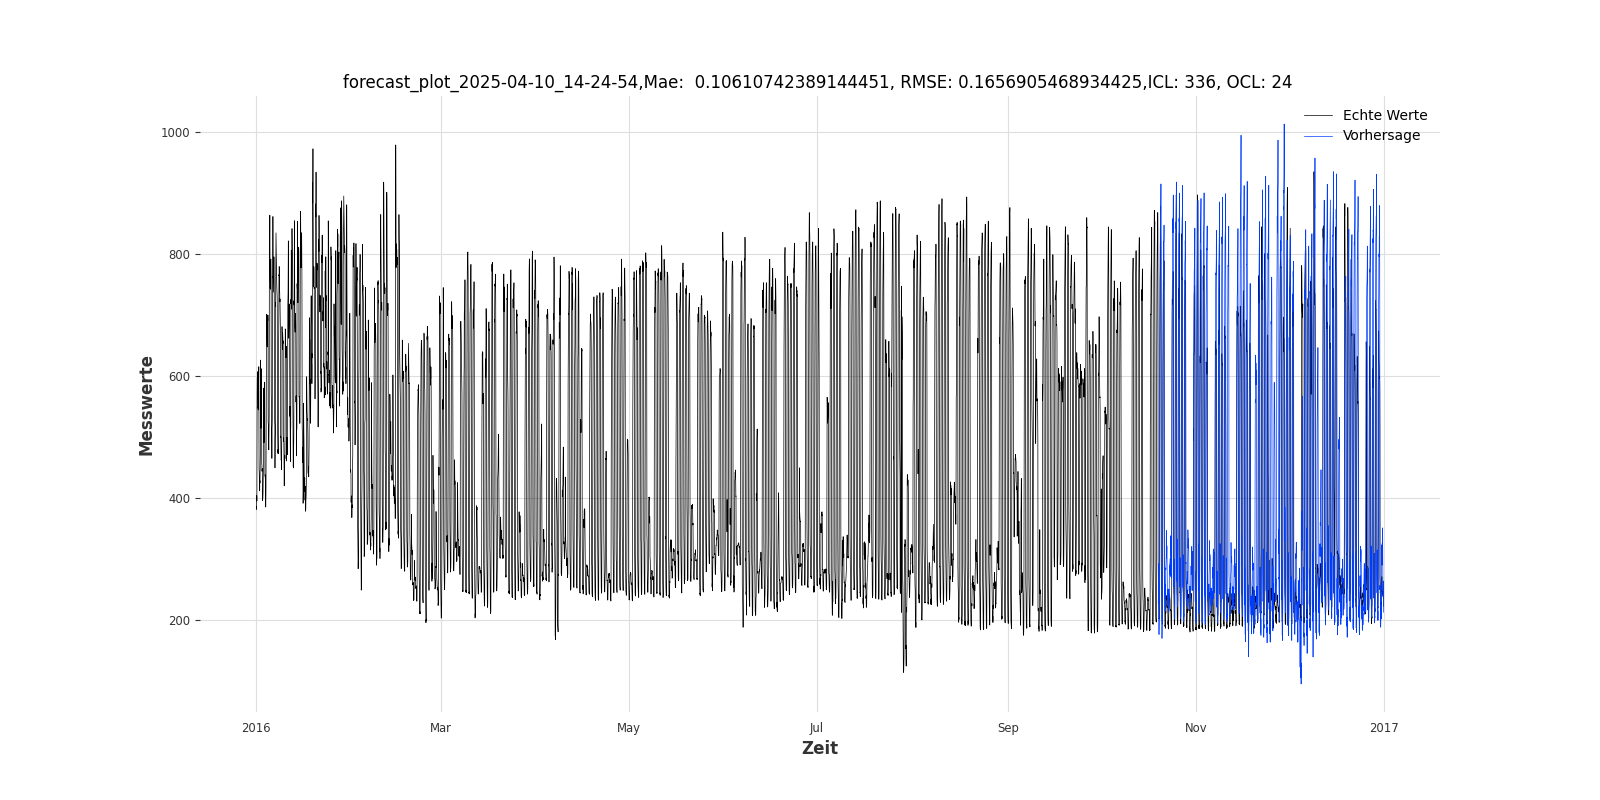 forecast_plot_2025-04-10_14-24-54,Mae:  0.10610742389144451, RMSE: 0.1656905468934425,ICL: 336, OCL: 24
Echte Werte
Vorhersage
1000
800
600
400
200
Messwerte
2016 Mar May Jul Sep Nov 2017
Zeit